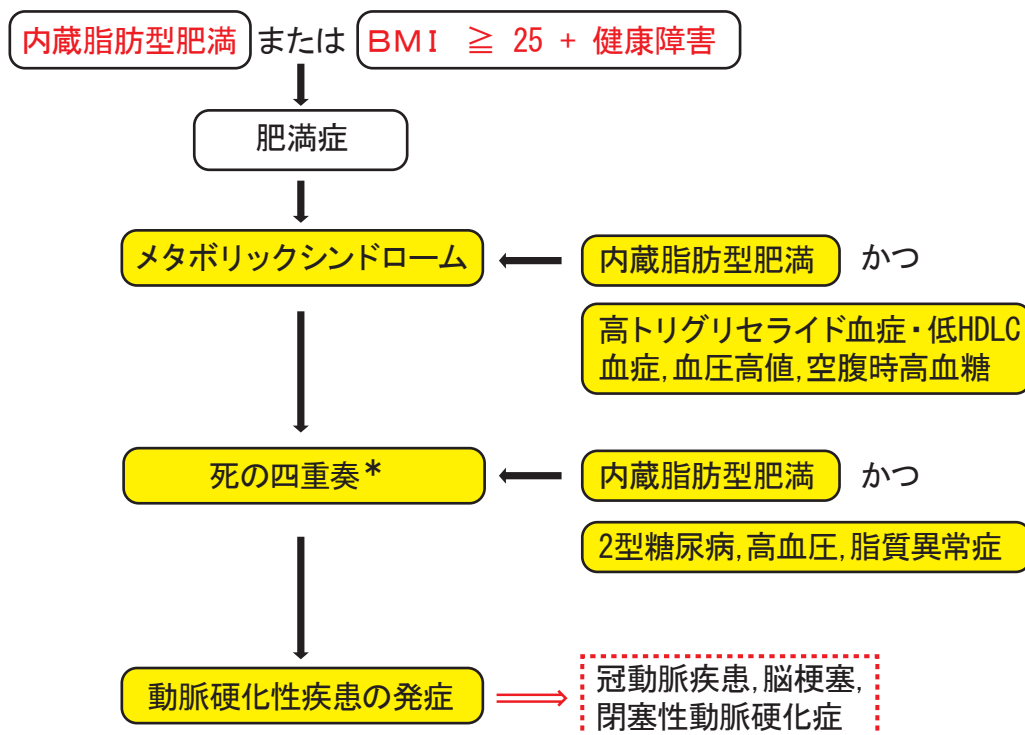 内蔵脂肪型肥満 または BMI ≧ 25 + 健康障害
肥満症
メタボリックシンドローム
内蔵脂肪型肥満 かつ
高トリグリセライド血症・低HDLC
血症,血圧高値,空腹時高血糖
死の四重奏*
内蔵脂肪型肥満 かつ
2型糖尿病,高血圧,脂質異常症
動脈硬化性疾患の発症
冠動脈疾患,脳梗塞,
閉塞性動脈硬化症